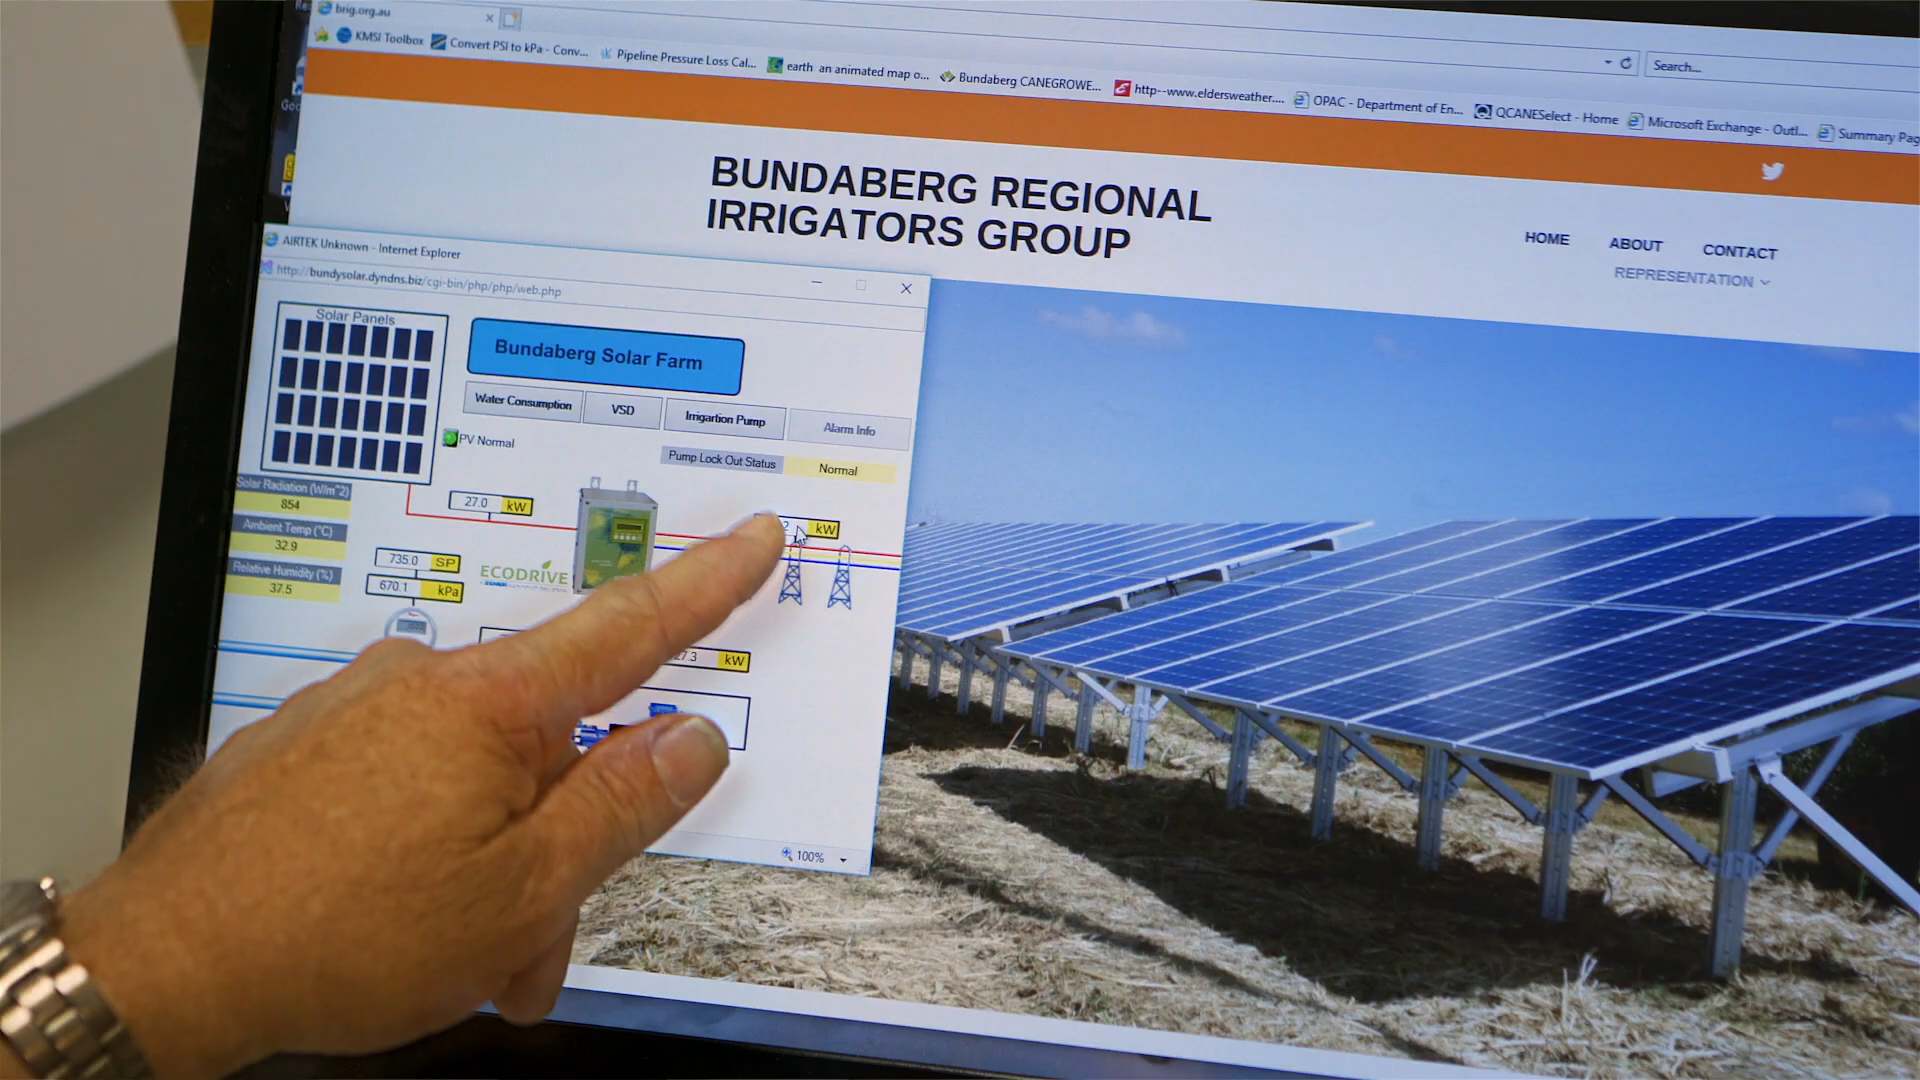 brig.org.au
KMSI Toolbox
Convert PSI to kPa - Conv...
Pipeline Pressure Loss Cal...
earth an animated map o...
Bundaberg CANEGROWE...
http--www.eldersweather....
OPAC - Department of En...
QCANESelect - Home
Microsoft Exchange - Outl...
Summary Pag
Search...
BUNDABERG REGIONAL
IRRIGATORS GROUP
HOME ABOUT CONTACT
REPRESENTATION
AIRTEK Unknown - Internet Explorer
http://bundysolar.dyndns.biz/cgi-bin/php/php/web.php
Solar Panels
Bundaberg Solar Farm
Water Consumption VSD Irrigartion Pump Alarm Info
PV Normal
Pump Lock Out Status Normal
Solar Radiation (W/m^2)
854
Ambient Temp (°C)
32.9
Relative Humidity (%)
37.5
27.0 kW
2 kW
735.0 SP
670.1 kPa
ECODRIVE
27.3 kW
100%